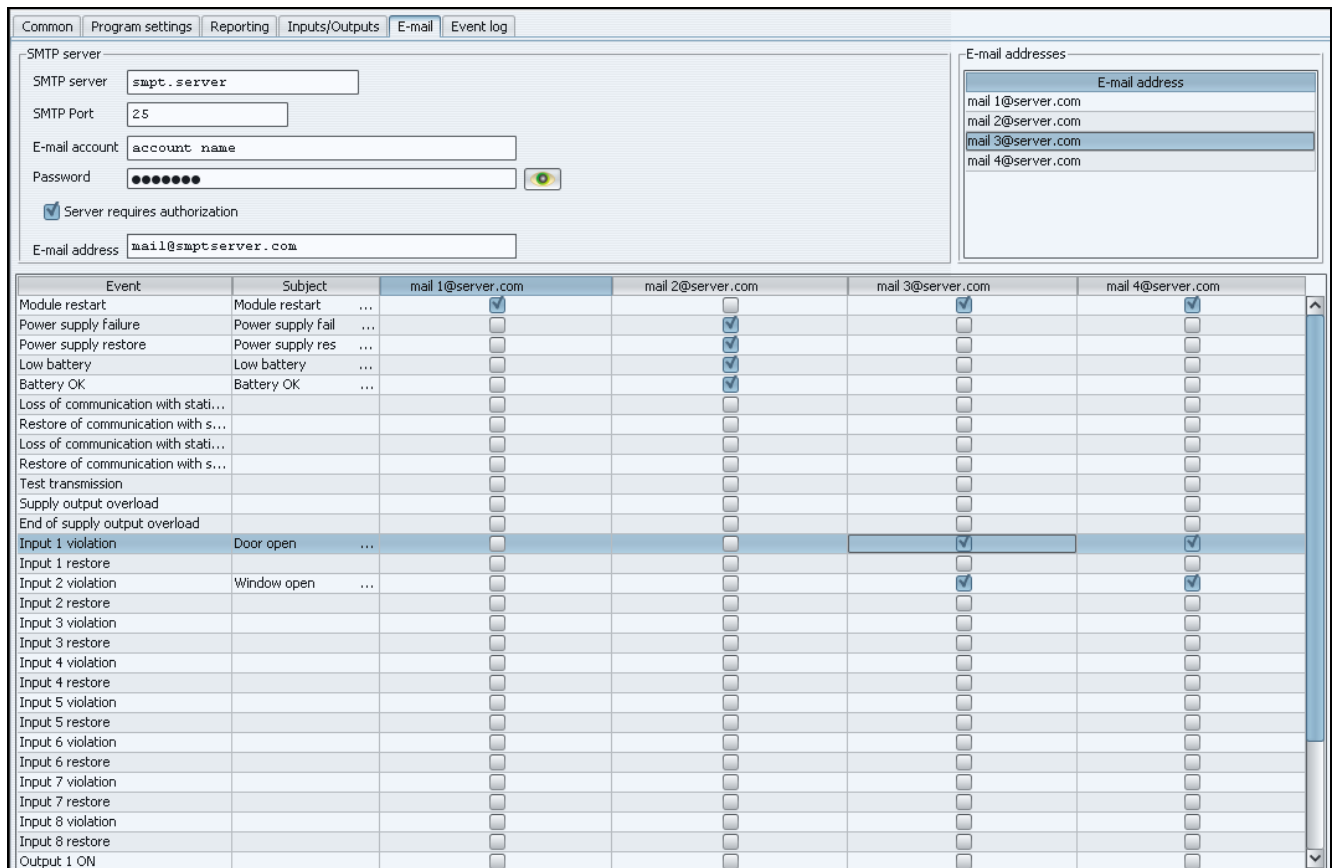 Common Program settings Reporting Inputs/Outputs E-mail Event log
SMTP server
SMTP server smpt.server
SMTP Port 25
E-mail account account name
Password ●●●●●●●
Server requires authorization
E-mail address mail@smptserver.com
E-mail addresses
E-mail address
mail 1@server.com
mail 2@server.com
mail 3@server.com
mail 4@server.com
Event Subject mail 1@server.com mail 2@server.com mail 3@server.com mail 4@server.com
Module restart Module restart ...
Power supply failure Power supply fail ...
Power supply restore Power supply res ...
Low battery Low battery ...
Battery OK Battery OK ...
Loss of communication with stati...
Restore of communication with s...
Loss of communication with stati...
Restore of communication with s...
Test transmission
Supply output overload
End of supply output overload
Input 1 violation Door open ...
Input 1 restore
Input 2 violation Window open ...
Input 2 restore
Input 3 violation
Input 3 restore
Input 4 violation
Input 4 restore
Input 5 violation
Input 5 restore
Input 6 violation
Input 6 restore
Input 7 violation
Input 7 restore
Input 8 violation
Input 8 restore
Output 1 ON